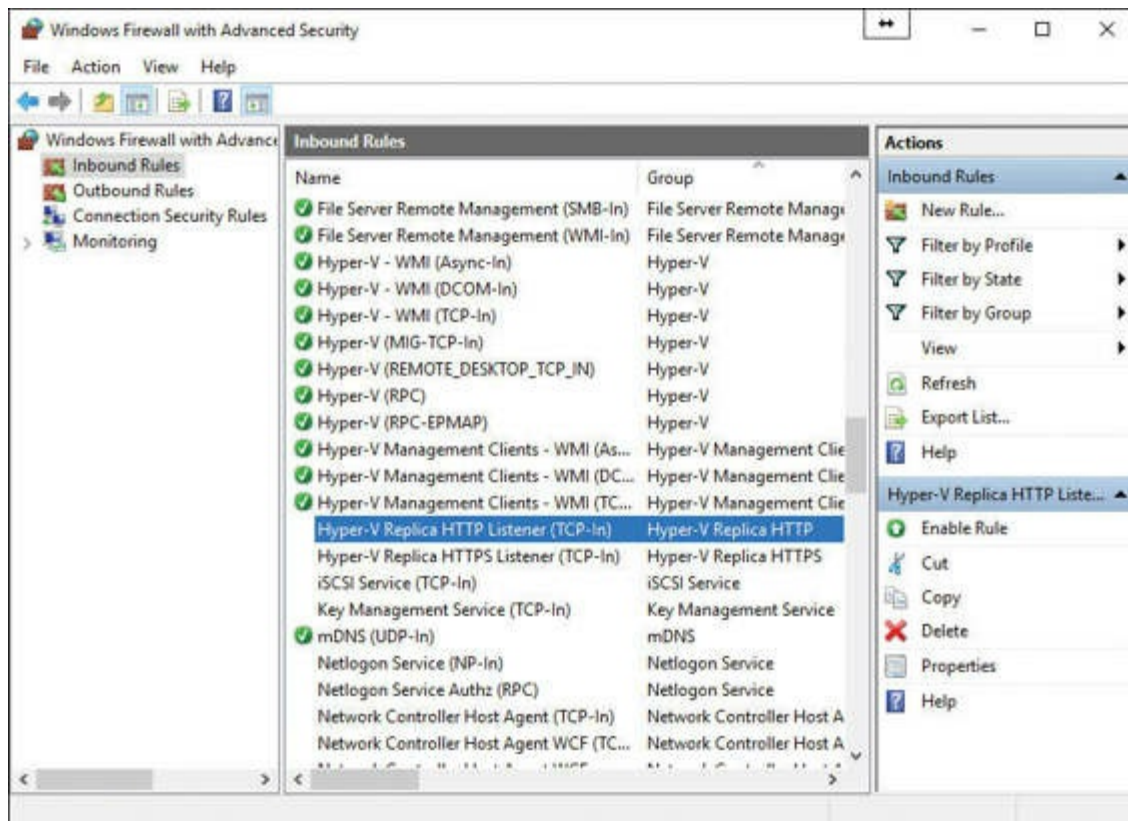 Windows Firewall with Advanced Security
File Action View Help
Windows Firewall with Advance
Inbound Rules
Outbound Rules
Connection Security Rules
Monitoring
Inbound Rules
Name Group
File Server Remote Management (SMB-In) File Server Remote Manage
File Server Remote Management (WMI-In) File Server Remote Manage
Hyper-V - WMI (Async-In) Hyper-V
Hyper-V - WMI (DCOM-In) Hyper-V
Hyper-V - WMI (TCP-In) Hyper-V
Hyper-V (MIG-TCP-In) Hyper-V
Hyper-V (REMOTE_DESKTOP_TCP_IN) Hyper-V
Hyper-V (RPC) Hyper-V
Hyper-V (RPC-EPMAP) Hyper-V
Hyper-V Management Clients - WMI (As... Hyper-V Management Clie
Hyper-V Management Clients - WMI (DC... Hyper-V Management Clie
Hyper-V Management Clients - WMI (TC... Hyper-V Management Clie
Hyper-V Replica HTTP Listener (TCP-In) Hyper-V Replica HTTP
Hyper-V Replica HTTPS Listener (TCP-In) Hyper-V Replica HTTPS
iSCSI Service (TCP-In) iSCSI Service
Key Management Service (TCP-In) Key Management Service
mDNS (UDP-In) mDNS
Netlogon Service (NP-In) Netlogon Service
Netlogon Service Authz (RPC) Netlogon Service
Network Controller Host Agent (TCP-In) Network Controller Host A
Network Controller Host Agent WCF (TC... Network Controller Host A
Actions
Inbound Rules
New Rule...
Filter by Profile
Filter by State
Filter by Group
View
Refresh
Export List...
Help
Hyper-V Replica HTTP Liste...
Enable Rule
Cut
Copy
Delete
Properties
Help